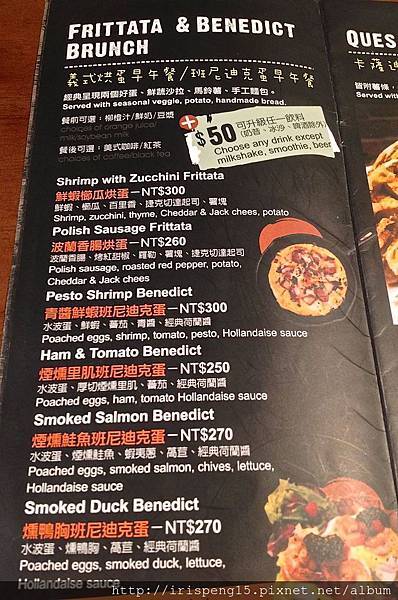 FRITTATA & BENEDICT
BRUNCH
義式烘蛋早午餐/班尼迪克蛋早午餐
經典呈現兩個好蛋、鮮蔬沙拉、馬鈴薯、手工麵包。
Served with seasonal veggie, potato, handmade bread.
餐前可選：柳橙汁/鮮奶/豆漿
choices of orange juice/
milk/soybean milk
餐後可選：美式咖啡/紅茶
choices of coffee/black tea
+
$50 可升級任一飲料
(奶昔、冰沙、啤酒除外)
Choose any drink except
milkshake, smoothie, beer
Shrimp with Zucchini Frittata
鮮蝦櫛瓜烘蛋－NT$300
鮮蝦、櫛瓜、百里香、捷克切達起司、薯塊
Shrimp, zucchini, thyme, Cheddar & Jack chees, potato
Polish Sausage Frittata
波蘭香腸烘蛋－NT$260
波蘭香腸、烤紅甜椒、羅勒、薯塊、捷克切達起司
Polish sausage, roasted red pepper, potato,
Cheddar & Jack chees
Pesto Shrimp Benedict
青醬鮮蝦班尼迪克蛋－NT$300
水波蛋、鮮蝦、蕃茄、青醬、經典荷蘭醬
Poached eggs, shrimp, tomato, pesto, Hollandaise sauce
Ham & Tomato Benedict
煙燻里肌班尼迪克蛋－NT$250
水波蛋、厚切煙燻里肌、蕃茄、經典荷蘭醬
Poached eggs, ham, tomato Hollandaise sauce
Smoked Salmon Benedict
煙燻鮭魚班尼迪克蛋－NT$270
水波蛋、煙燻鮭魚、蝦夷蔥、萵苣、經典荷蘭醬
Poached eggs, smoked salmon, chives, lettuce,
Hollandaise sauce
Smoked Duck Benedict
燻鴨胸班尼迪克蛋－NT$270
水波蛋、燻鴨胸、萵苣、經典荷蘭醬
Poached eggs, smoked duck, lettuce,
Hollandaise sauce
QUES
卡薩迪
皆附薯條，
Served with
http://irispeng15.pixnet.net/album